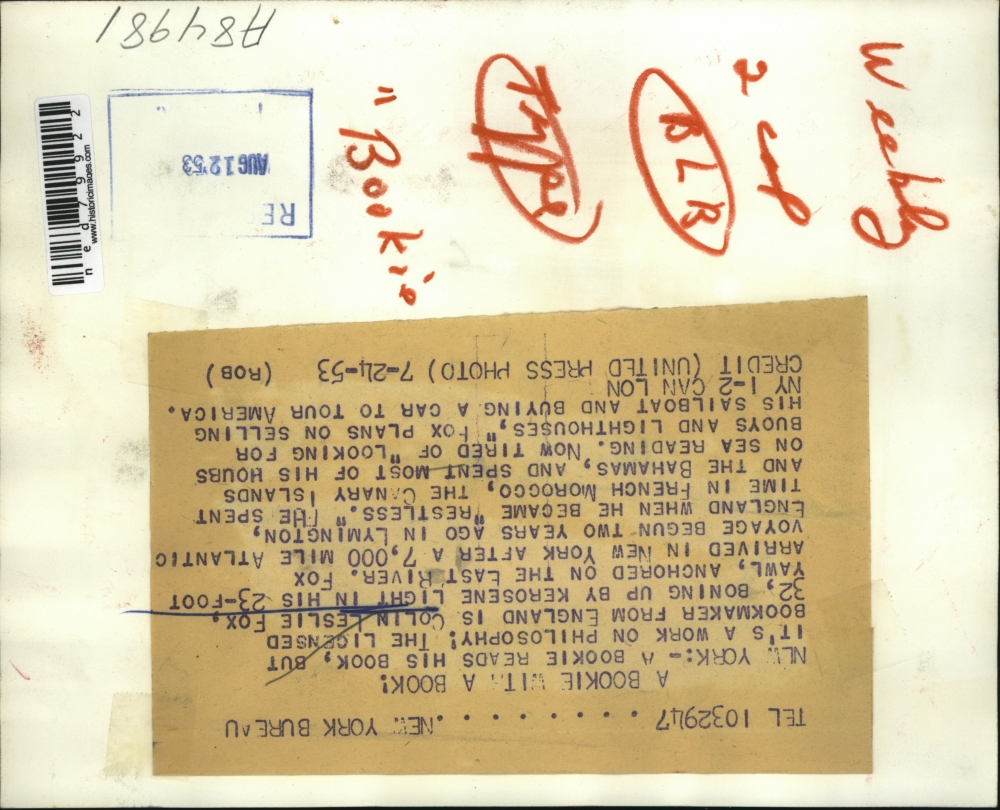 A84981
Weekly
2 col
BLB
Type
"Bookie
RE
AUG 12 '53
ned79922
www.historicimages.com
TEL 1032947 . . . . . . . . . NEW YORK BUREAU
A BOOKIE WITH A BOOK!
NEW YORK:- A BOOKIE READS HIS BOOK, BUT
IT'S A WORK ON PHILOSOPHY! THE LICENSED
BOOKMAKER FROM ENGLAND IS COLIN LESLIE FOX,
32, BONING UP BY KEROSENE LIGHT IN HIS 23-FOOT
YAWL, ANCHORED ON THE EAST RIVER. FOX
ARRIVED IN NEW YORK AFTER A 7,000 MILE ATLANTIC
VOYAGE BEGUN TWO YEARS AGO IN LYMINGTON,
ENGLAND WHEN HE BECAME "RESTLESS." HE SPENT
TIME IN FRENCH MOROCCO, THE CANARY ISLANDS
AND THE BAHAMAS, AND SPENT MOST OF HIS HOURS
ON SEA READING. NOW TIRED OF "LOOKING FOR
BUOYS AND LIGHTHOUSES," FOX PLANS ON SELLING
HIS SAILBOAT AND BUYING A CAR TO TOUR AMERICA.
NY 1-2 CAN LON
CREDIT (UNITED PRESS PHOTO) 7-24-53 (ROB)